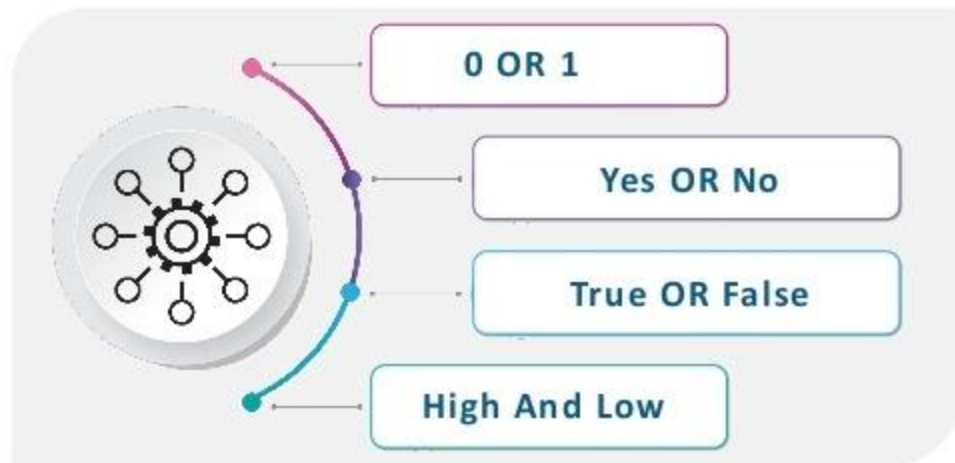 0 OR 1
Yes OR No
True OR False
High And Low